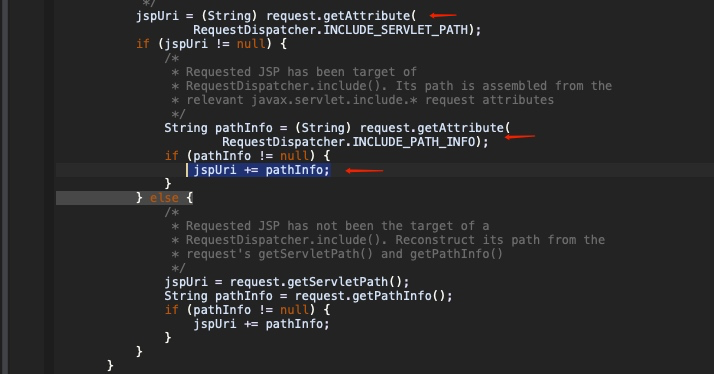 */
jspUri = (String) request.getAttribute(
RequestDispatcher.INCLUDE_SERVLET_PATH);
if (jspUri != null) {
/*
* Requested JSP has been target of
* RequestDispatcher.include(). Its path is assembled from the
* relevant javax.servlet.include.* request attributes
*/
String pathInfo = (String) request.getAttribute(
RequestDispatcher.INCLUDE_PATH_INFO);
if (pathInfo != null) {
jspUri += pathInfo;
}
} else {
/*
* Requested JSP has not been the target of a
* RequestDispatcher.include(). Reconstruct its path from the
* request's getServletPath() and getPathInfo()
*/
jspUri = request.getServletPath();
String pathInfo = request.getPathInfo();
if (pathInfo != null) {
jspUri += pathInfo;
}
}
}